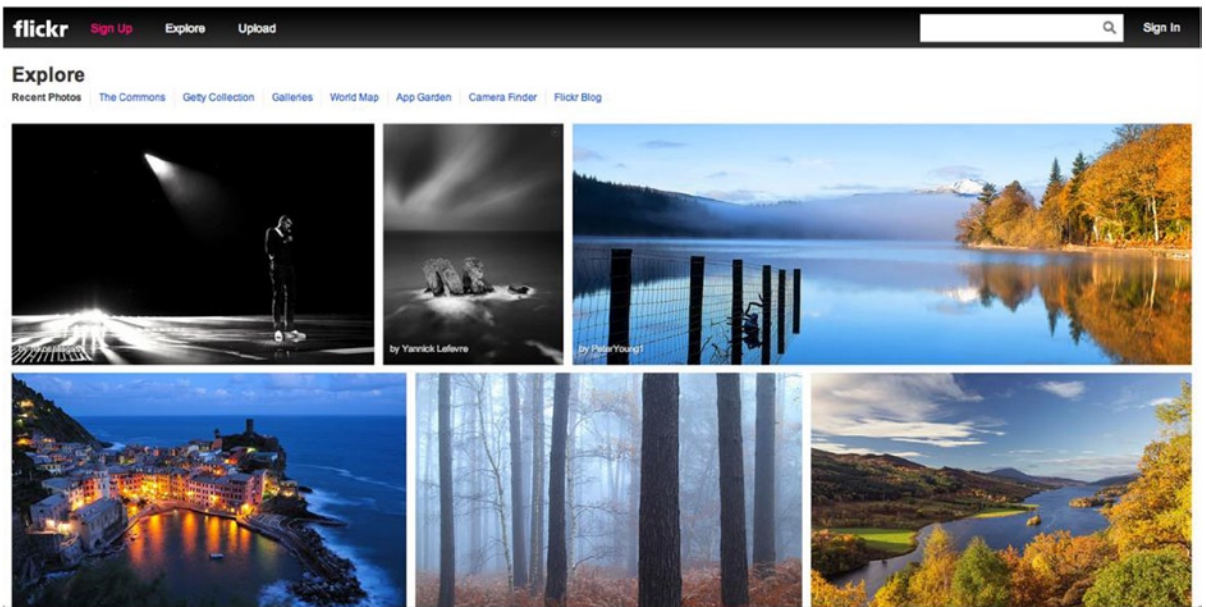 flickr Sign Up Explore Upload Sign In
Explore
Recent Photos The Commons Getty Collection Galleries World Map App Garden Camera Finder Flickr Blog
by Yannick Lefevre
by PeterYoung1